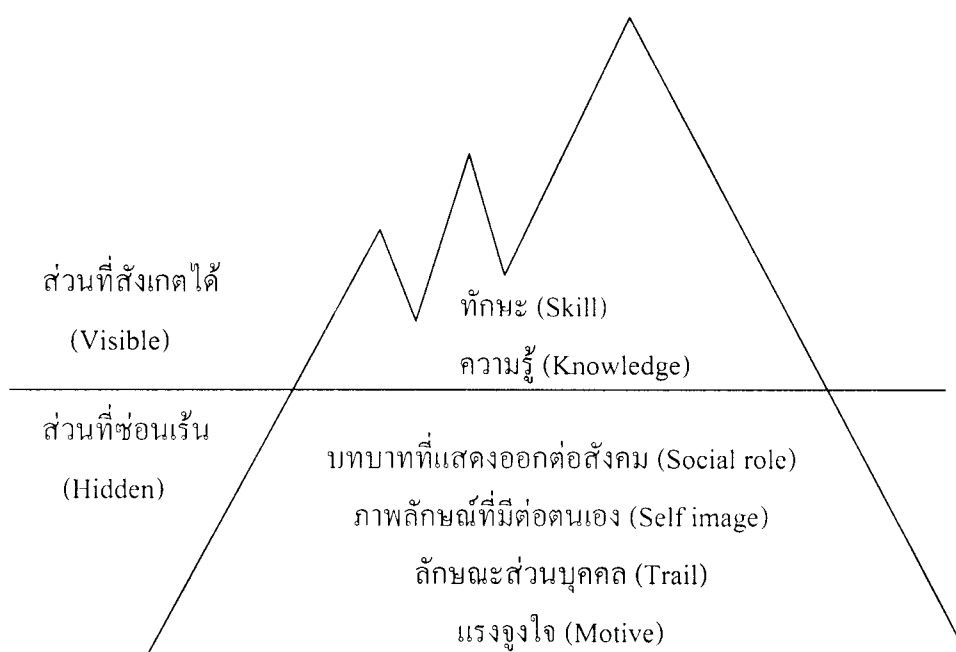 ส่วนที่สังเกตได้
(Visible)
ทักษะ (Skill)
ความรู้ (Knowledge)
ส่วนที่ซ่อนเร้น
(Hidden)
บทบาทที่แสดงออกต่อสังคม (Social role)
ภาพลักษณ์ที่มีต่อตนเอง (Self image)
ลักษณะส่วนบุคคล (Trail)
แรงจูงใจ (Motive)